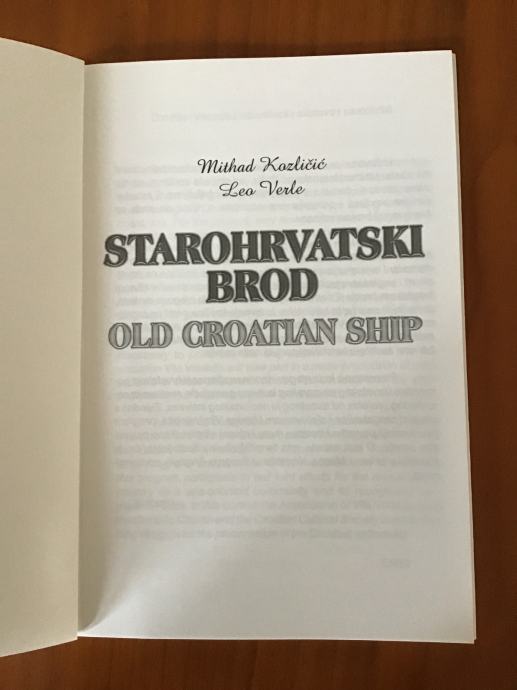 Mithad Kozličić
Leo Verle
STAROHRVATSKI
BROD
OLD CROATIAN SHIP